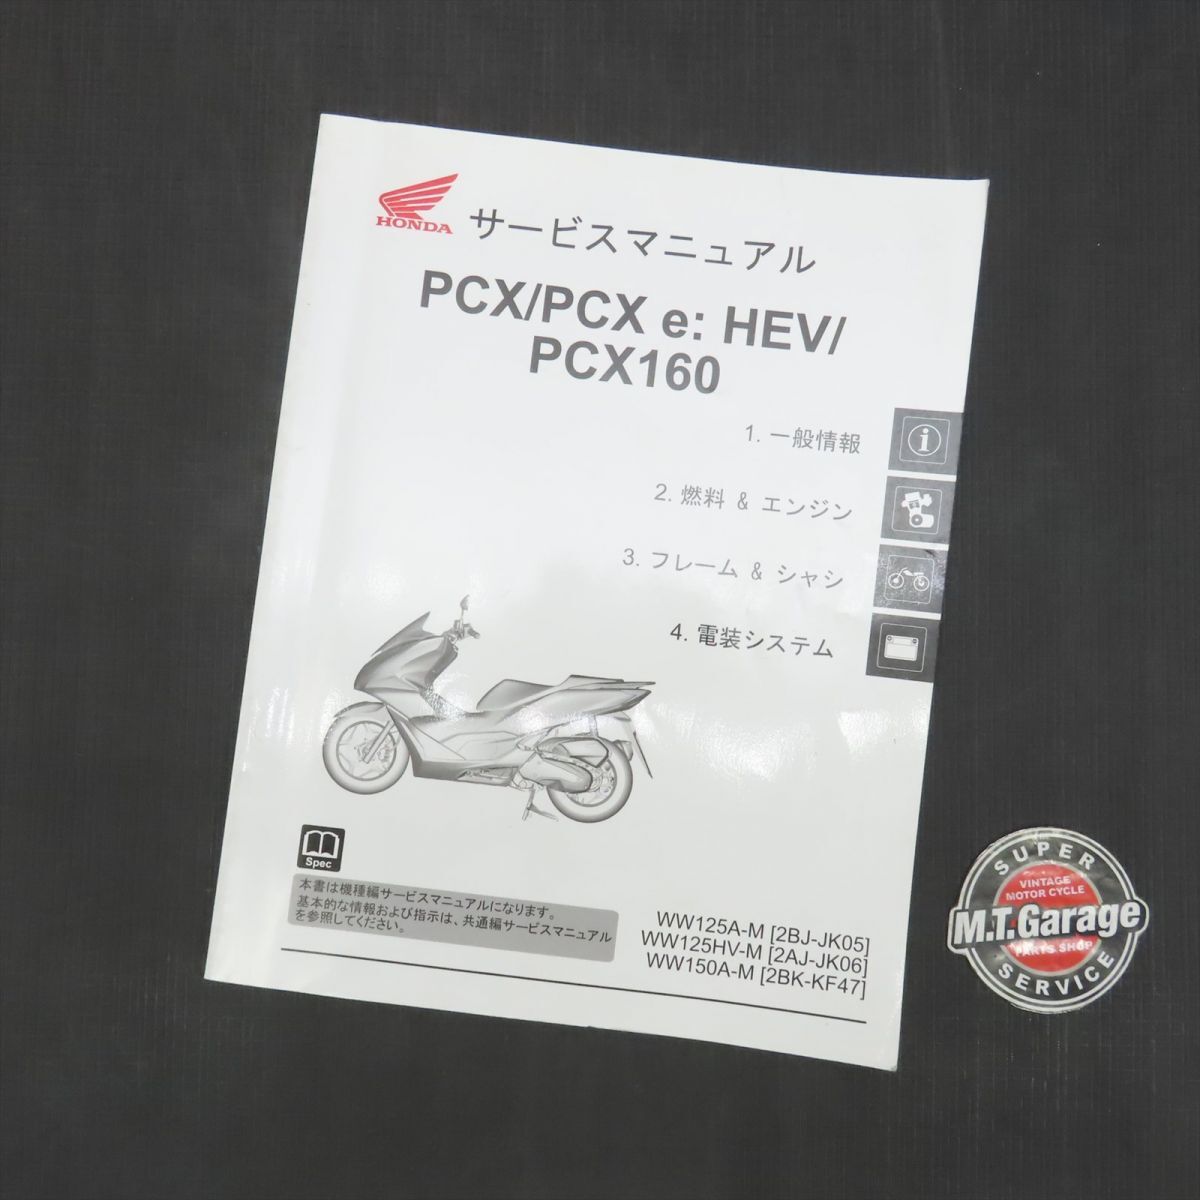 HONDA
サービスマニュアル
PCX/PCX e: HEV/
PCX160
1. 一般情報
2. 燃料 & エンジン
3. フレーム & シャシ
4. 電装システム
Spec
本書は機種編サービスマニュアルになります。
基本的な情報および指示は、共通編サービスマニュアル
を参照してください。
WW125A-M [2BJ-JK05]
WW125HV-M [2AJ-JK06]
WW150A-M [2BK-KF47]
SUPER
VINTAGE
MOTOR CYCLE
M.T.Garage
PARTS SHOP
SERVICE